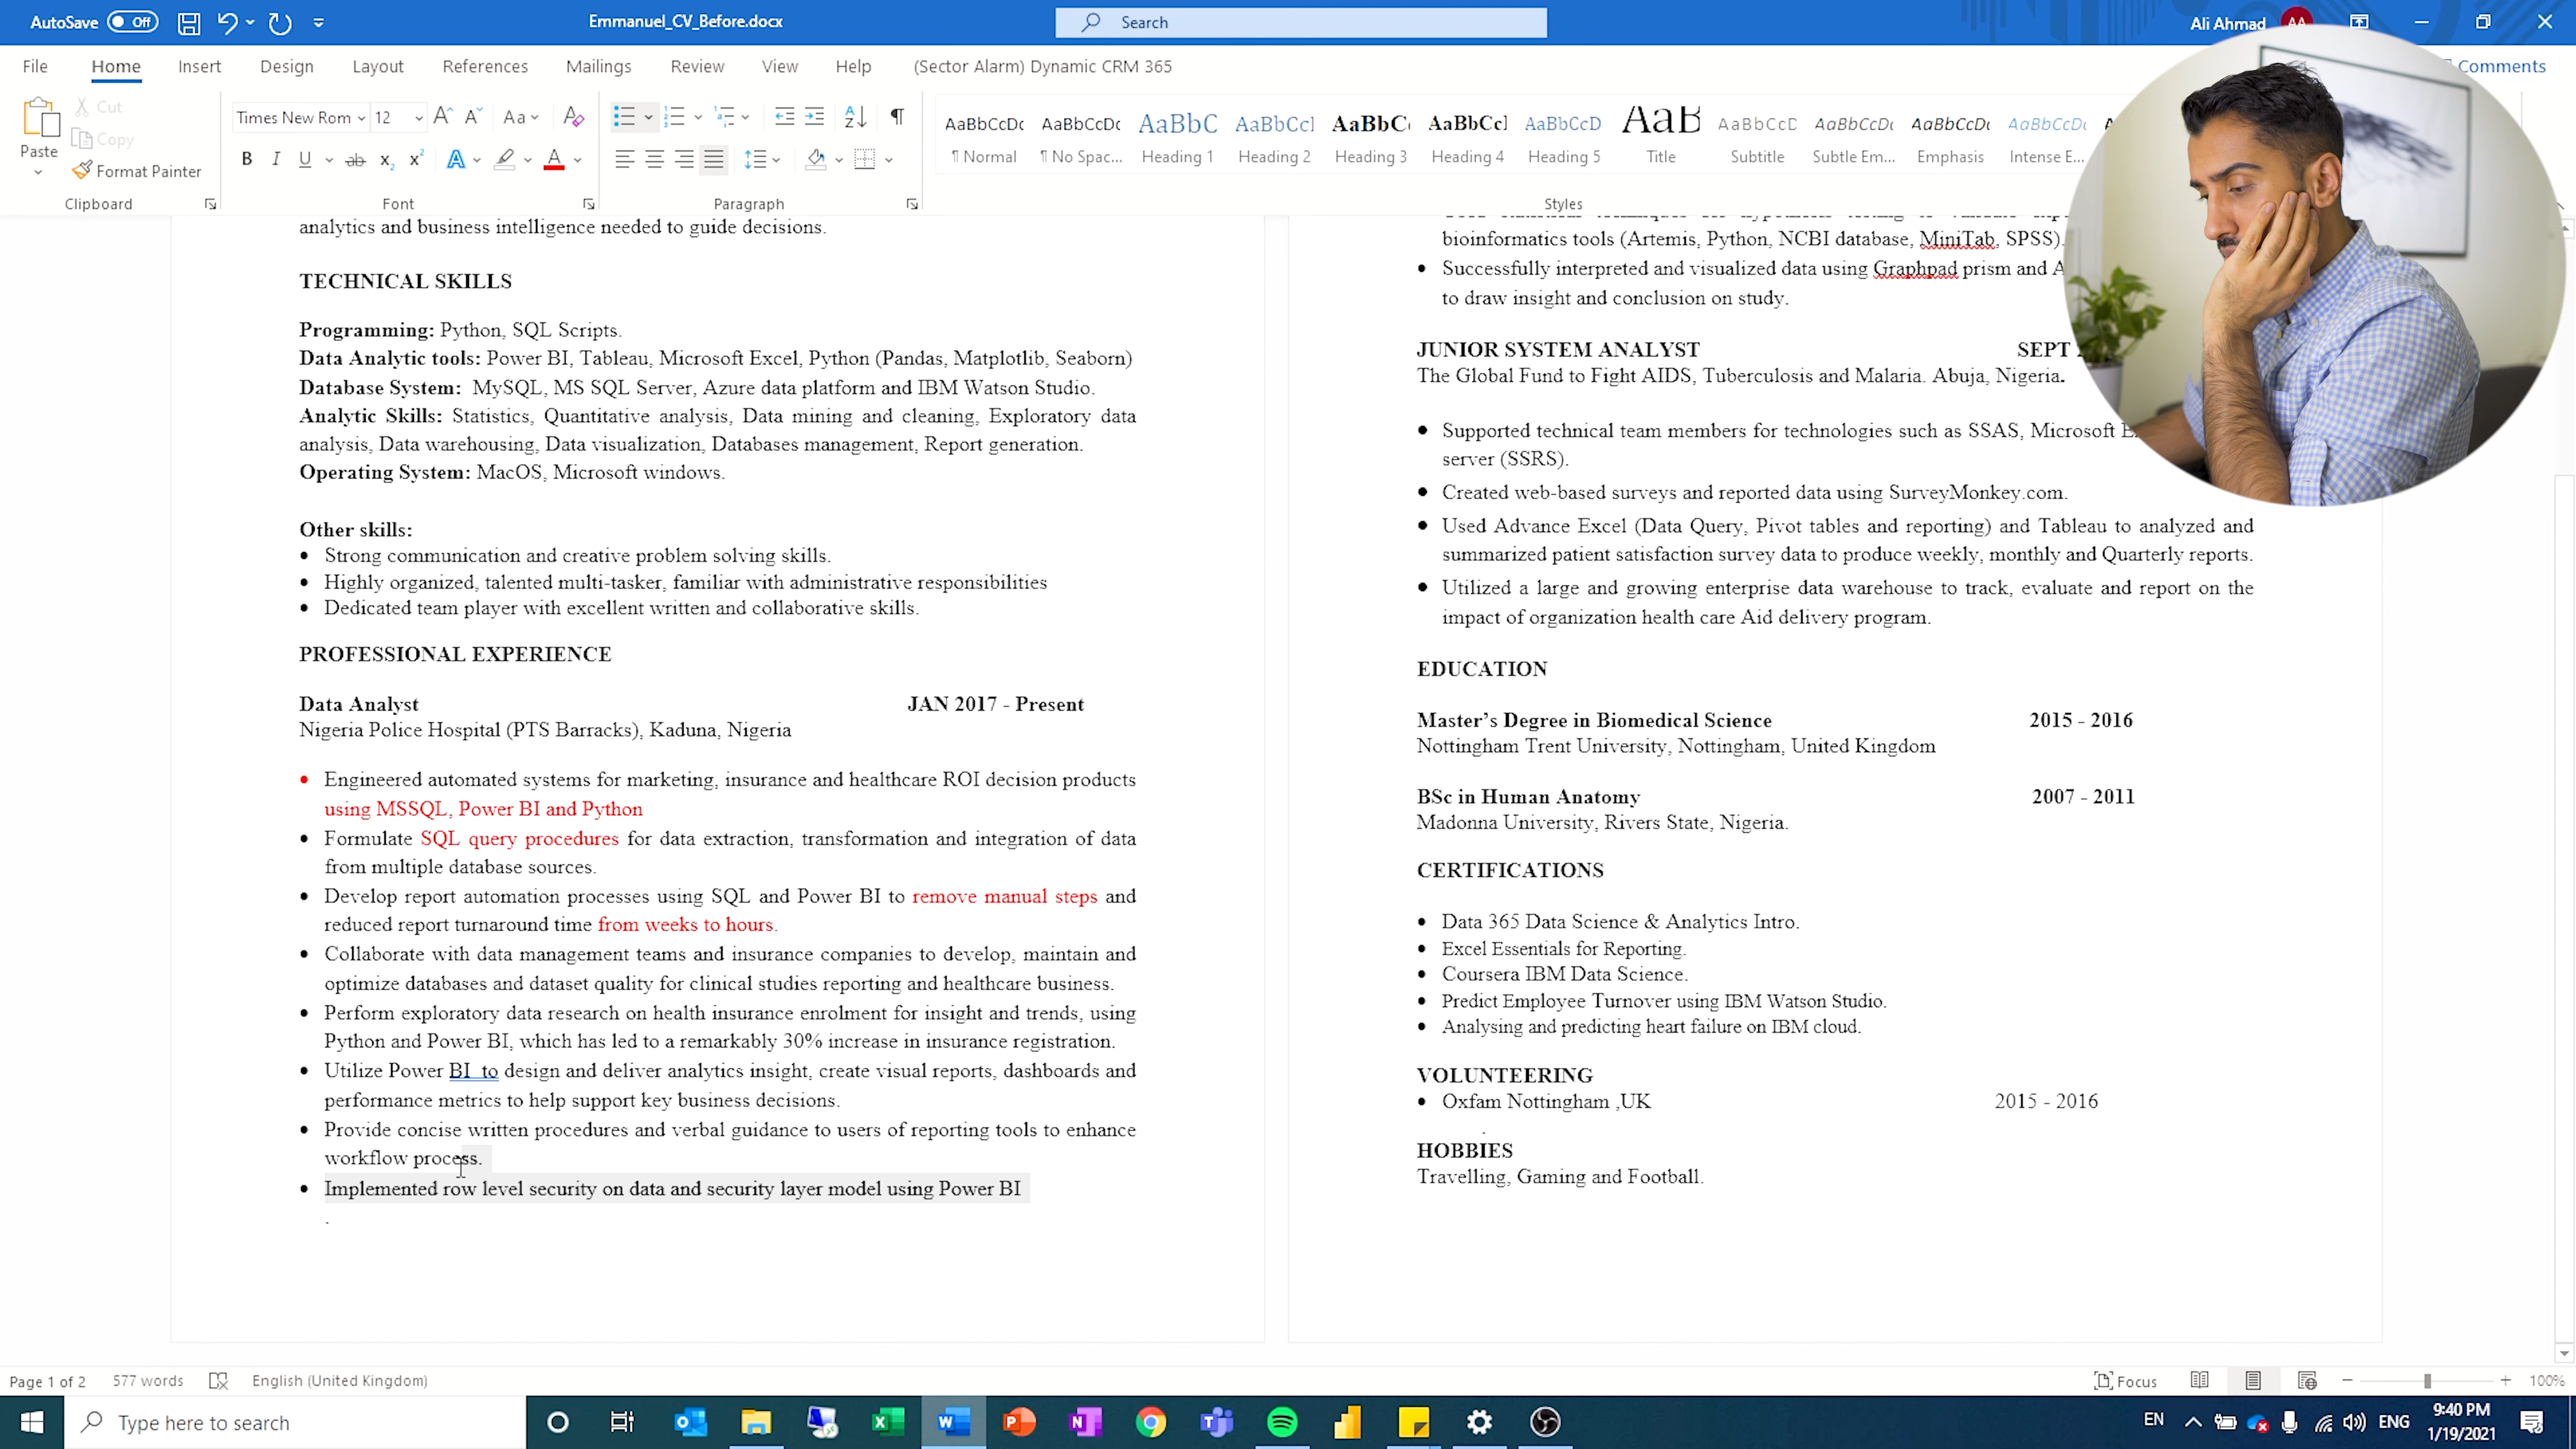 AutoSave Off
Emmanuel_CV_Before.docx
Search
Ali Ahmad
File Home Insert Design Layout References Mailings Review View Help (Sector Alarm) Dynamic CRM 365
Comments
Paste
Cut
Copy
Format Painter
Clipboard
Times New Rom 12
Font
Paragraph
AaBbCcDc AaBbCcDc AaBbC AaBbCcI AaBbC AaBbCcI AaBbCcD AaB AaBbCcD AaBbCcDc AaBbCcDc AaBbCcDc
¶ Normal ¶ No Spac... Heading 1 Heading 2 Heading 3 Heading 4 Heading 5 Title Subtitle Subtle Em... Emphasis Intense E...
Styles
analytics and business intelligence needed to guide decisions.
TECHNICAL SKILLS
Programming: Python, SQL Scripts.
Data Analytic tools: Power BI, Tableau, Microsoft Excel, Python (Pandas, Matplotlib, Seaborn)
Database System: MySQL, MS SQL Server, Azure data platform and IBM Watson Studio.
Analytic Skills: Statistics, Quantitative analysis, Data mining and cleaning, Exploratory data
analysis, Data warehousing, Data visualization, Databases management, Report generation.
Operating System: MacOS, Microsoft windows.
Other skills:
• Strong communication and creative problem solving skills.
• Highly organized, talented multi-tasker, familiar with administrative responsibilities
• Dedicated team player with excellent written and collaborative skills.
PROFESSIONAL EXPERIENCE
Data Analyst JAN 2017 - Present
Nigeria Police Hospital (PTS Barracks), Kaduna, Nigeria
• Engineered automated systems for marketing, insurance and healthcare ROI decision products
using MSSQL, Power BI and Python
• Formulate SQL query procedures for data extraction, transformation and integration of data
from multiple database sources.
• Develop report automation processes using SQL and Power BI to remove manual steps and
reduced report turnaround time from weeks to hours.
• Collaborate with data management teams and insurance companies to develop, maintain and
optimize databases and dataset quality for clinical studies reporting and healthcare business.
• Perform exploratory data research on health insurance enrolment for insight and trends, using
Python and Power BI, which has led to a remarkably 30% increase in insurance registration.
• Utilize Power BI to design and deliver analytics insight, create visual reports, dashboards and
performance metrics to help support key business decisions.
• Provide concise written procedures and verbal guidance to users of reporting tools to enhance
workflow process.
• Implemented row level security on data and security layer model using Power BI
.
bioinformatics tools (Artemis, Python, NCBI database, MiniTab, SPSS).
• Successfully interpreted and visualized data using Graphpad prism and
to draw insight and conclusion on study.
JUNIOR SYSTEM ANALYST SEPT
The Global Fund to Fight AIDS, Tuberculosis and Malaria. Abuja, Nigeria.
• Supported technical team members for technologies such as SSAS, Microsoft
server (SSRS).
• Created web-based surveys and reported data using SurveyMonkey.com.
• Used Advance Excel (Data Query, Pivot tables and reporting) and Tableau to analyzed and
summarized patient satisfaction survey data to produce weekly, monthly and Quarterly reports.
• Utilized a large and growing enterprise data warehouse to track, evaluate and report on the
impact of organization health care Aid delivery program.
EDUCATION
Master's Degree in Biomedical Science 2015 - 2016
Nottingham Trent University, Nottingham, United Kingdom
BSc in Human Anatomy 2007 - 2011
Madonna University, Rivers State, Nigeria.
CERTIFICATIONS
• Data 365 Data Science & Analytics Intro.
• Excel Essentials for Reporting.
• Coursera IBM Data Science.
• Predict Employee Turnover using IBM Watson Studio.
• Analysing and predicting heart failure on IBM cloud.
VOLUNTEERING
• Oxfam Nottingham ,UK 2015 - 2016
.
HOBBIES
Travelling, Gaming and Football.
Page 1 of 2 577 words English (United Kingdom)
Focus 100%
Type here to search
EN ENG 9:40 PM
1/19/2021